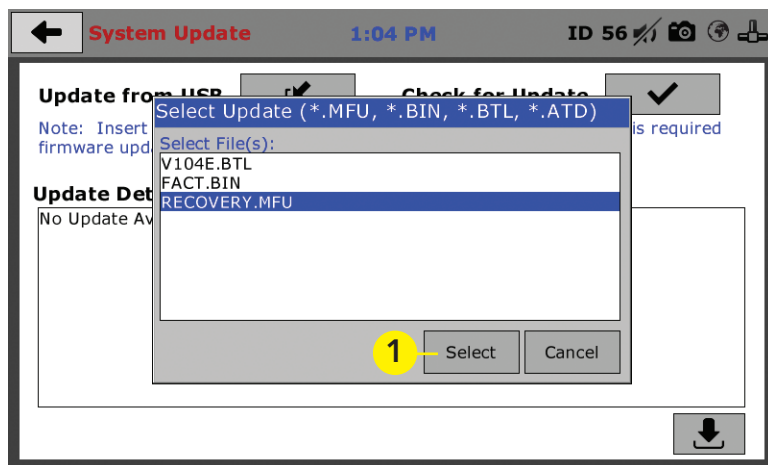 System Update 1:04 PM ID 56
Update from USB Check for Update
Select Update (*.MFU, *.BIN, *.BTL, *.ATD)
Note: Insert is required
firmware upd
Select File(s):
V104E.BTL
FACT.BIN
RECOVERY.MFU
Update Det
No Update Av
1 Select Cancel